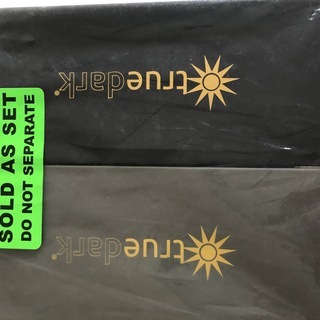 truedark®
SOLD AS SET
DO NOT SEPARATE
truedark®